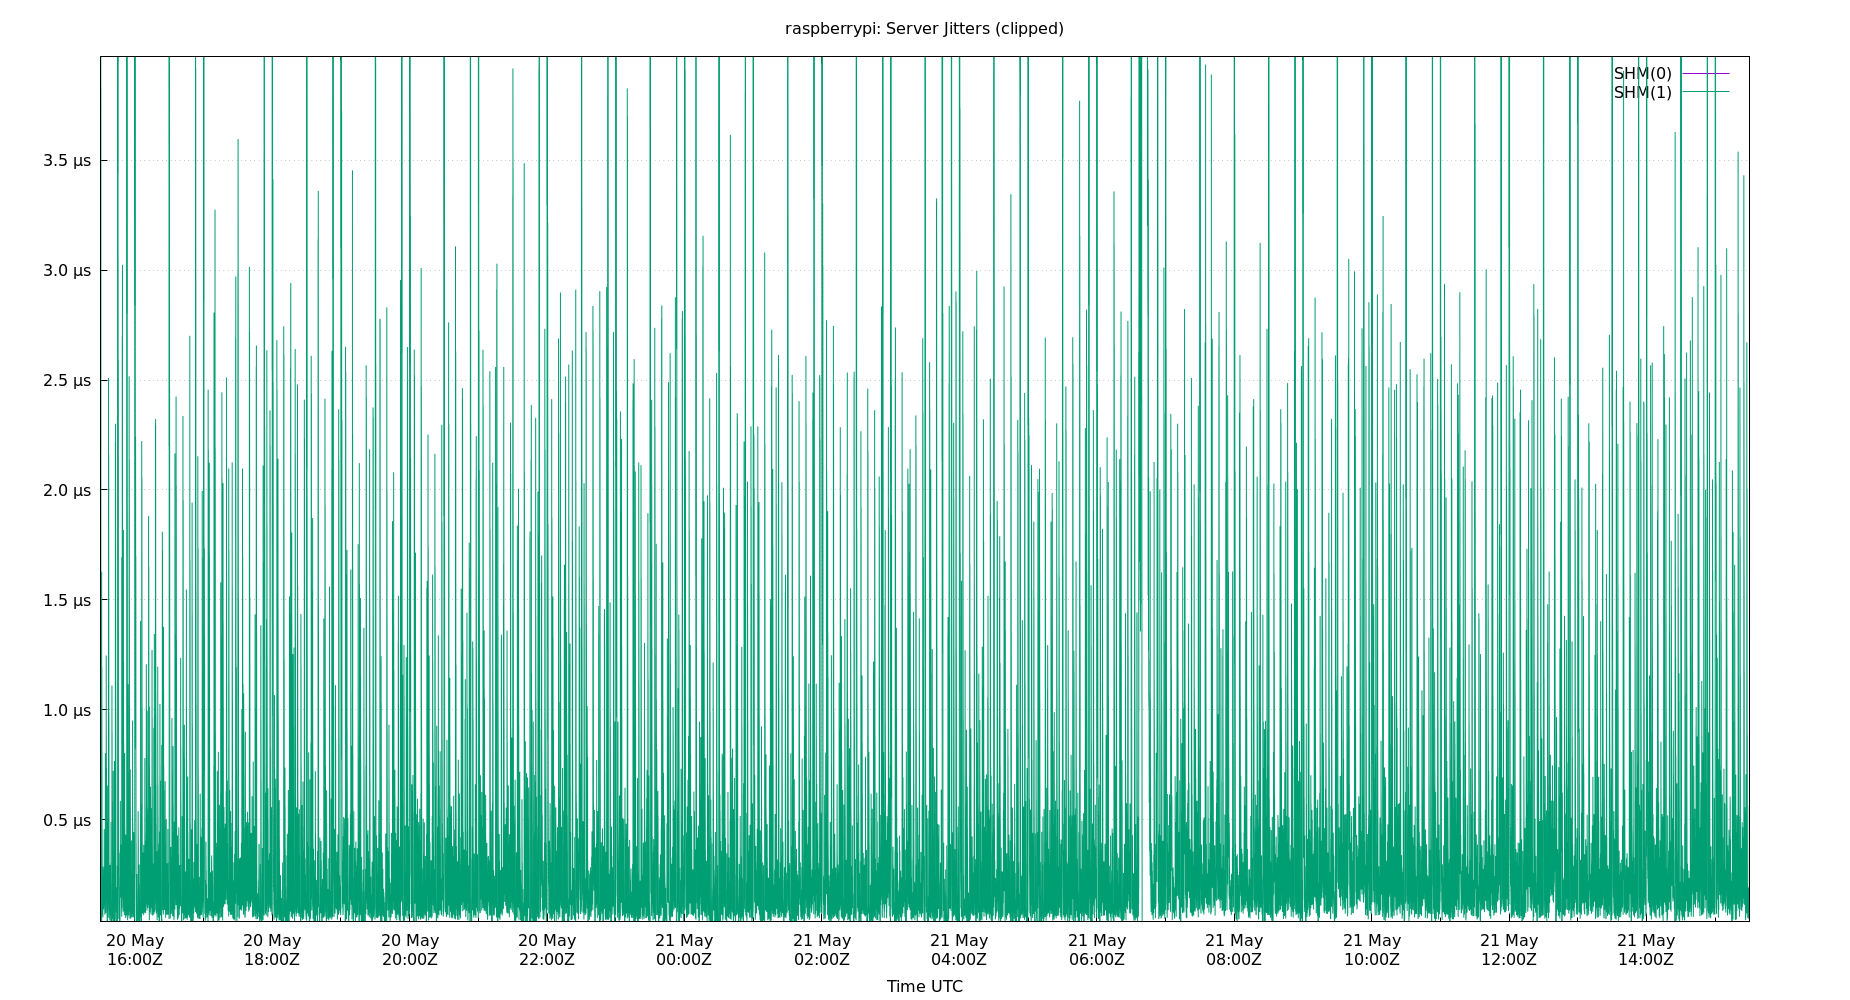 raspberrypi: Server Jitters (clipped)
SHM(0)
SHM(1)
3.5 µs
3.0 µs
2.5 µs
2.0 µs
1.5 µs
1.0 µs
0.5 µs
20 May 20 May 20 May 20 May 21 May 21 May 21 May 21 May 21 May 21 May 21 May 21 May
16:00Z 18:00Z 20:00Z 22:00Z 00:00Z 02:00Z 04:00Z 06:00Z 08:00Z 10:00Z 12:00Z 14:00Z
Time UTC